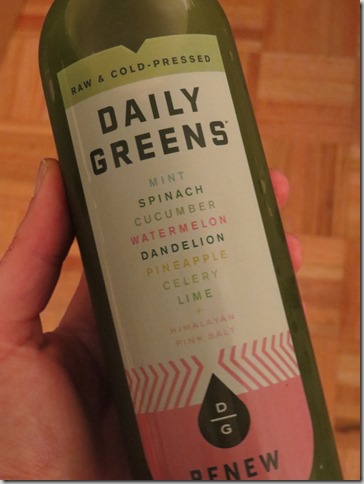 RAW & COLD-PRESSED
DAILY
GREENS
MINT
SPINACH
CUCUMBER
WATERMELON
DANDELION
PINEAPPLE
CELERY
LIME
+
HIMALAYAN
PINK SALT
D
G
RENEW